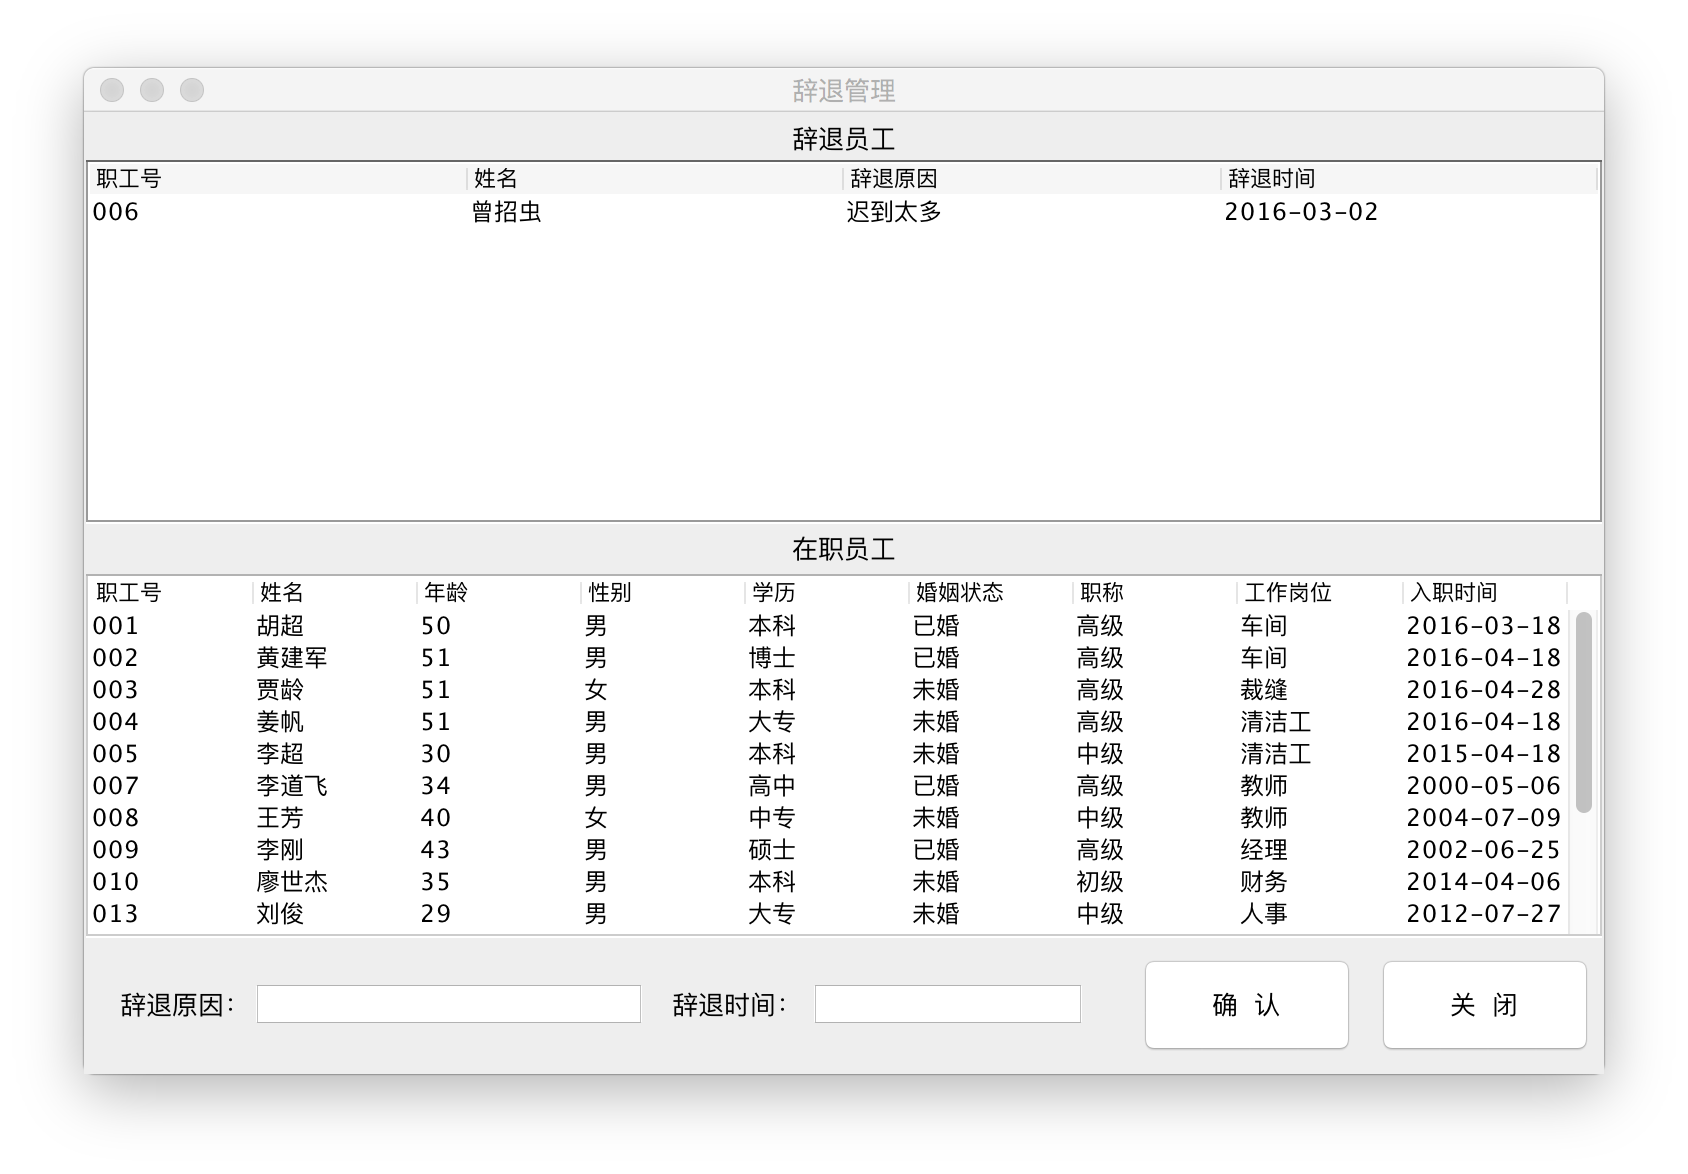 辞退管理
辞退员工
职工号 姓名 辞退原因 辞退时间
006 曾招虫 迟到太多 2016-03-02
在职员工
职工号 姓名 年龄 性别 学历 婚姻状态 职称 工作岗位 入职时间
001 胡超 50 男 本科 已婚 高级 车间 2016-03-18
002 黄建军 51 男 博士 已婚 高级 车间 2016-04-18
003 贾龄 51 女 本科 未婚 高级 裁缝 2016-04-28
004 姜帆 51 男 大专 未婚 高级 清洁工 2016-04-18
005 李超 30 男 本科 未婚 中级 清洁工 2015-04-18
007 李道飞 34 男 高中 已婚 高级 教师 2000-05-06
008 王芳 40 女 中专 未婚 中级 教师 2004-07-09
009 李刚 43 男 硕士 已婚 高级 经理 2002-06-25
010 廖世杰 35 男 本科 未婚 初级 财务 2014-04-06
013 刘俊 29 男 大专 未婚 中级 人事 2012-07-27
辞退原因： 辞退时间： 确 认 关 闭